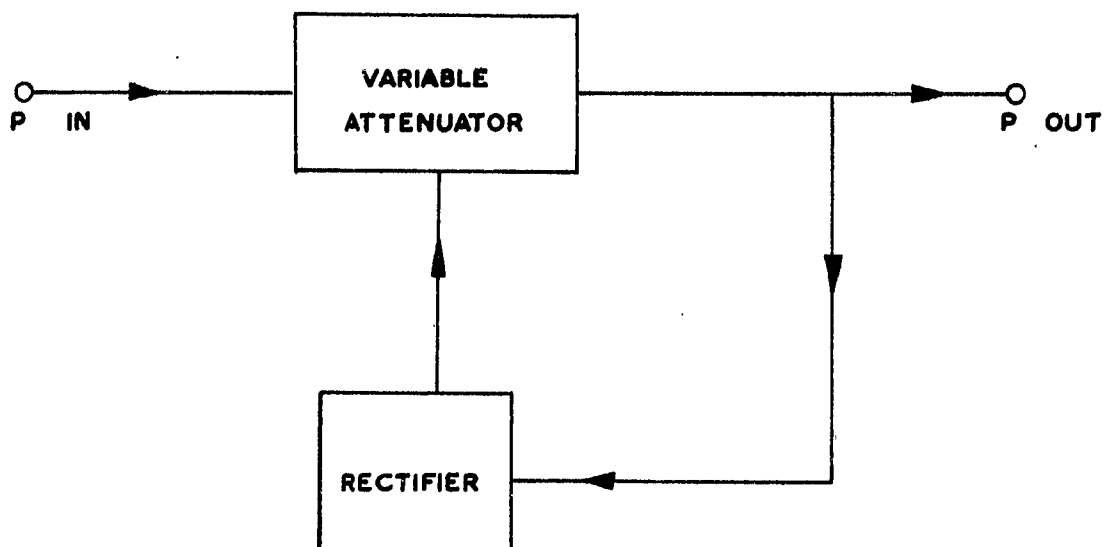 VARIABLE
ATTENUATOR
P IN
P OUT
RECTIFIER